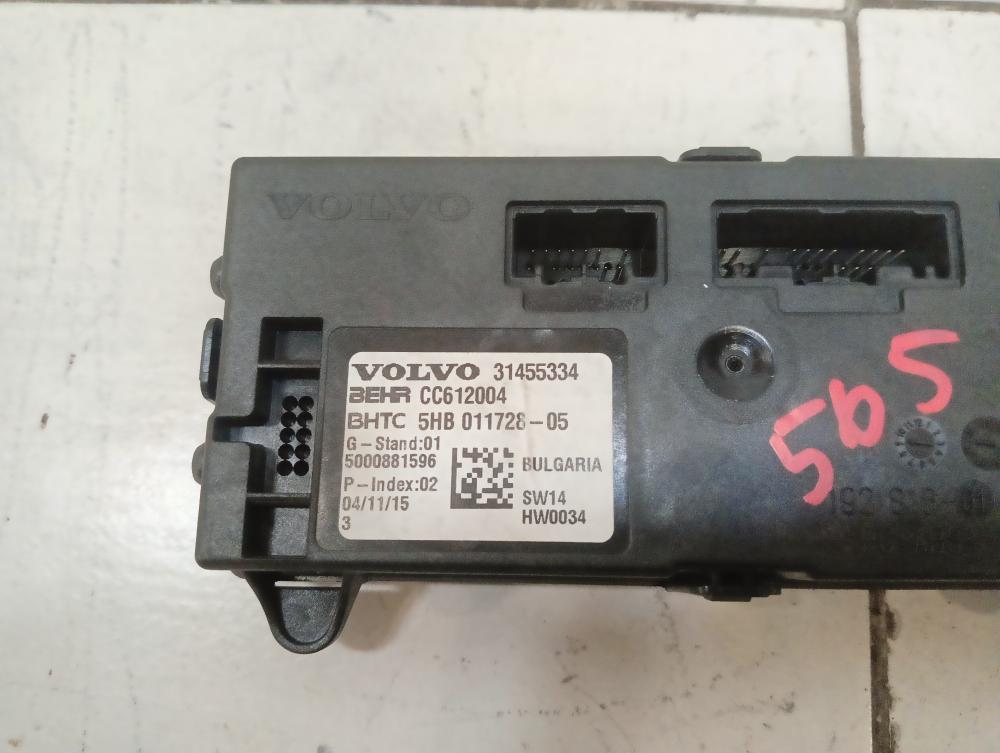 VOLVO
VOLVO 31455334
BEHR CC612004
BHTC 5HB 011728-05
G-Stand:01
5000881596
BULGARIA
P-Index:02
04/11/15
SW14
3
HW0034
505